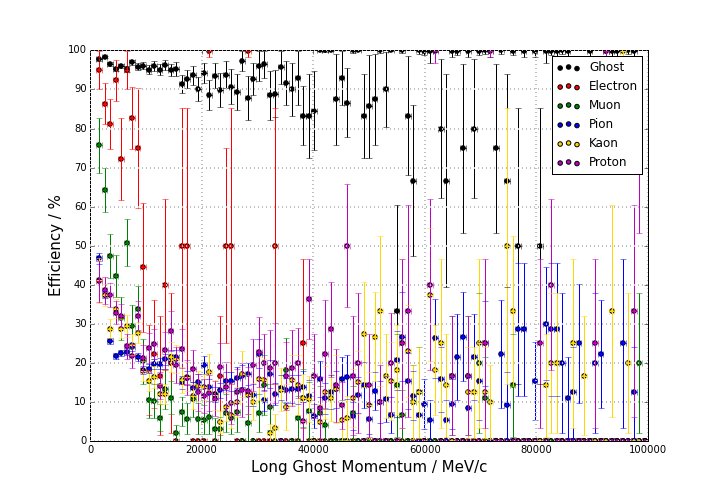 100
90
80
70
60
50
40
30
20
10
0
Efficiency / %
Ghost
Electron
Muon
Pion
Kaon
Proton
0 20000 40000 60000 80000 100000
Long Ghost Momentum / MeV/c